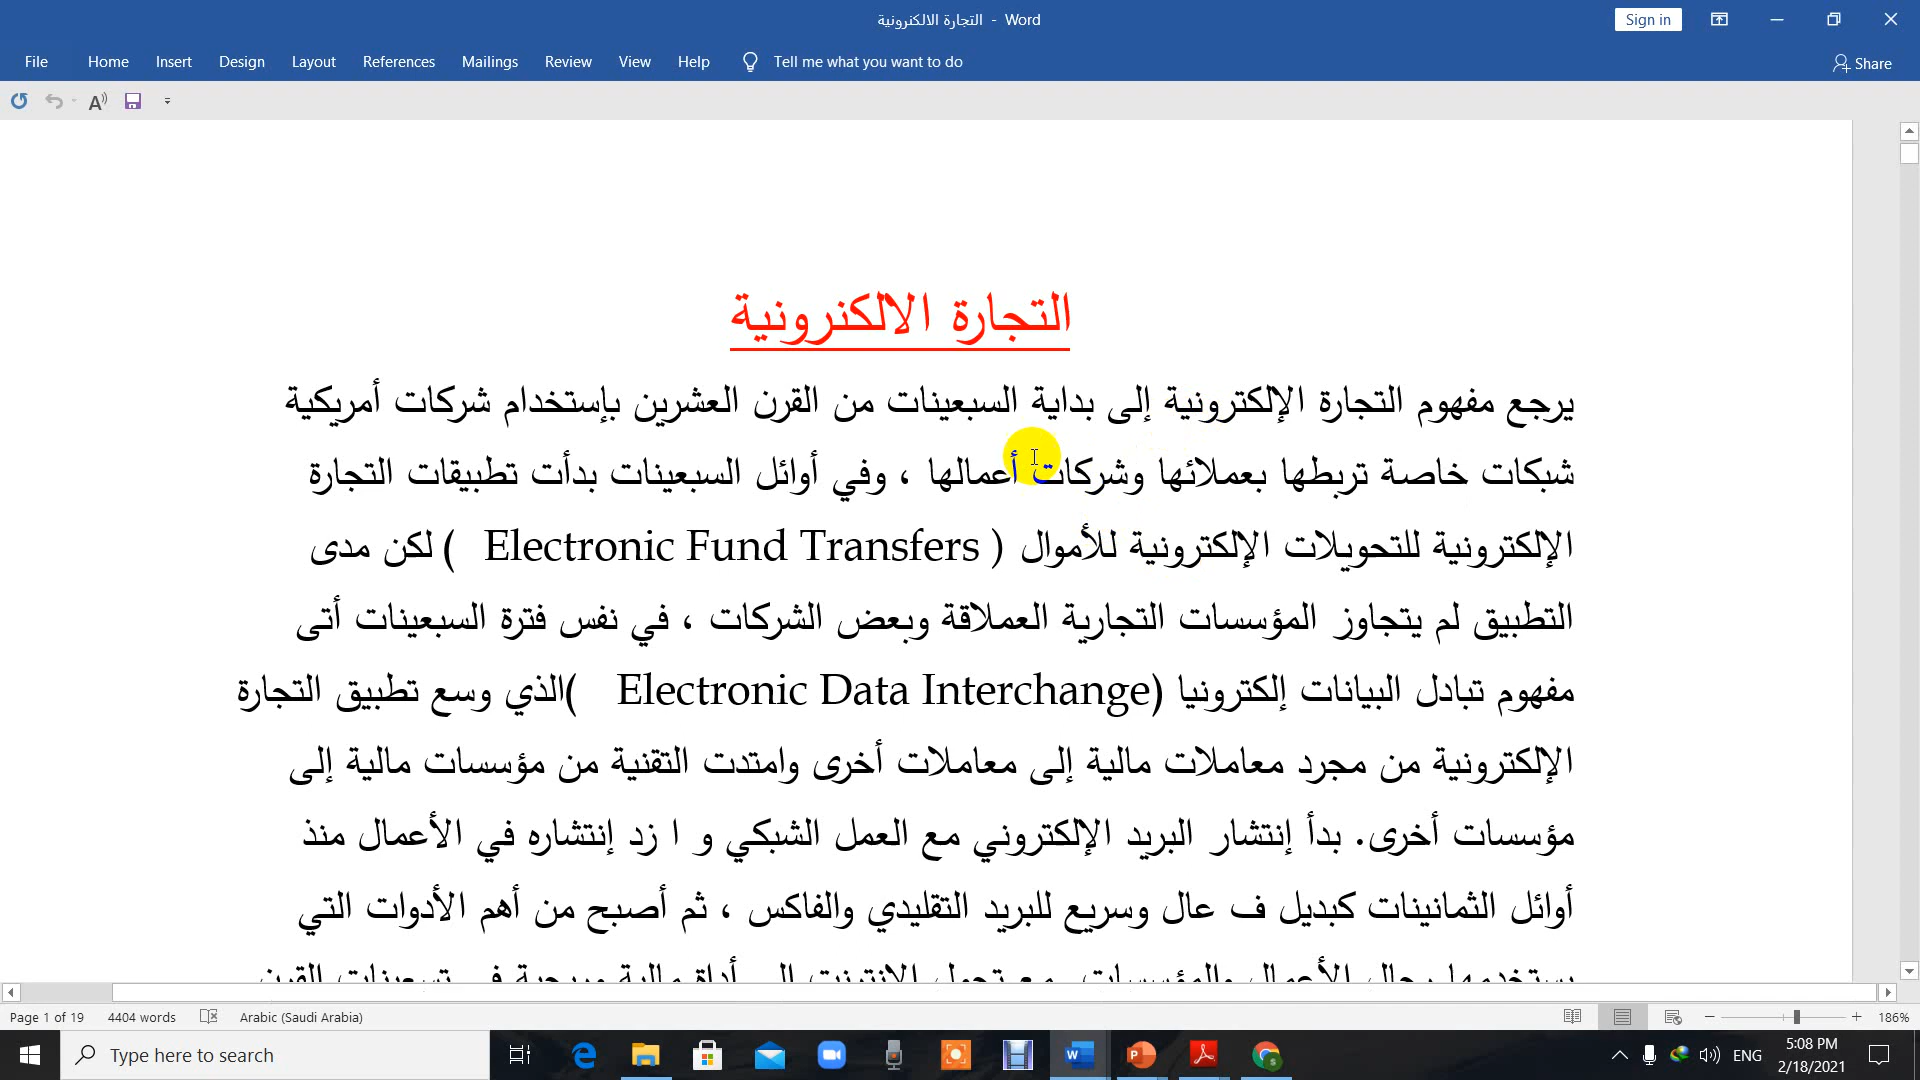 التجارة الالكنرونية - Word
Sign in
File Home Insert Design Layout References Mailings Review View Help Tell me what you want to do
Share
التجارة الالكنرونية
يرجع مفهوم التجارة الإلكترونية إلى بداية السبعينات من القرن العشرين بإستخدام شركات أمريكية
شبكات خاصة تربطها بعملائها وشركات أعمالها ، وفي أوائل السبعينات بدأت تطبيقات التجارة
الإلكترونية للتحويلات الإلكترونية للأموال ( Electronic Fund Transfers ) لكن مدى
التطبيق لم يتجاوز المؤسسات التجارية العملاقة وبعض الشركات ، في نفس فترة السبعينات أتى
مفهوم تبادل البيانات إلكترونيا (Electronic Data Interchange )الذي وسع تطبيق التجارة
الإلكترونية من مجرد معاملات مالية إلى معاملات أخرى وامتدت التقنية من مؤسسات مالية إلى
مؤسسات أخرى. بدأ إنتشار البريد الإلكتروني مع العمل الشبكي و ا زد إنتشاره في الأعمال منذ
أوائل الثمانينات كبديل ف عال وسريع للبريد التقليدي والفاكس ، ثم أصبح من أهم الأدوات التي
Page 1 of 19 4404 words Arabic (Saudi Arabia) 186%
Type here to search
ENG
5:08 PM
2/18/2021